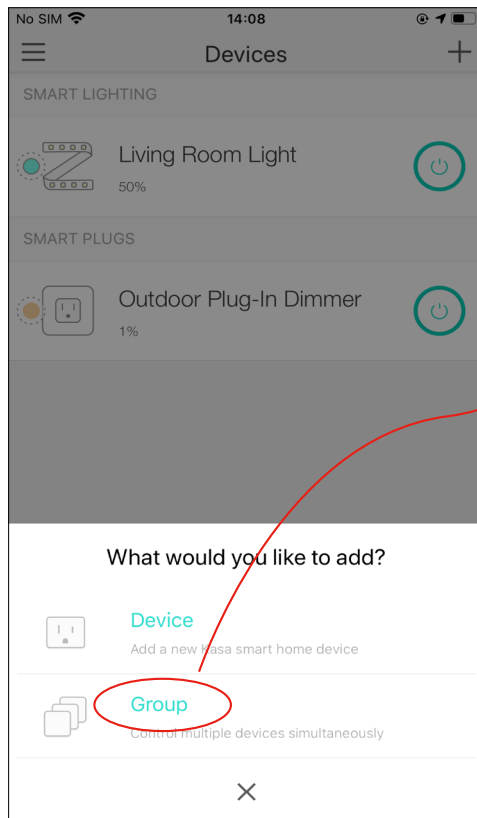 No SIM 14:08
Devices
SMART LIGHTING
Living Room Light
50%
SMART PLUGS
Outdoor Plug-In Dimmer
1%
What would you like to add?
Device
Add a new Kasa smart home device
Group
Control multiple devices simultaneously